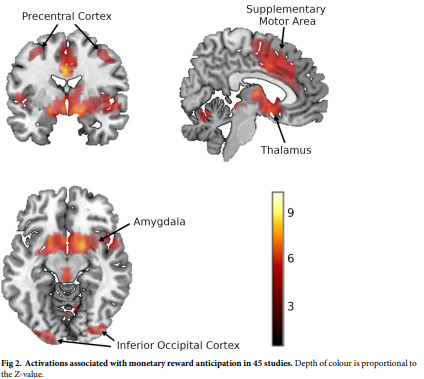 Precentral Cortex
Supplementary
Motor Area
Thalamus
Amygdala
9
6
3
Inferior Occipital Cortex
Fig 2. Activations associated with monetary reward anticipation in 45 studies. Depth of colour is proportional to
the Z-value.